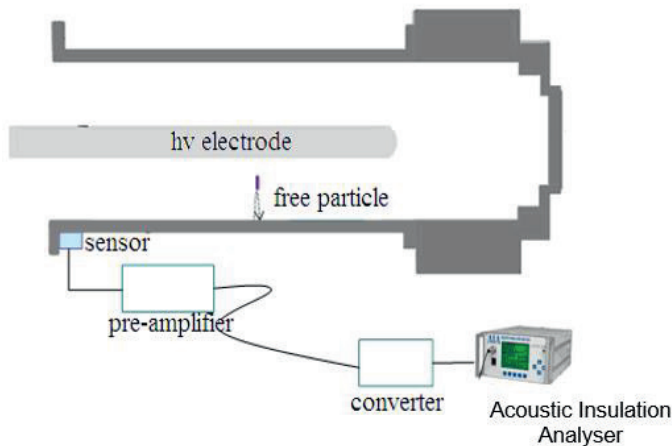 hv electrode
free particle
sensor
pre-amplifier
converter
Acoustic Insulation
Analyser